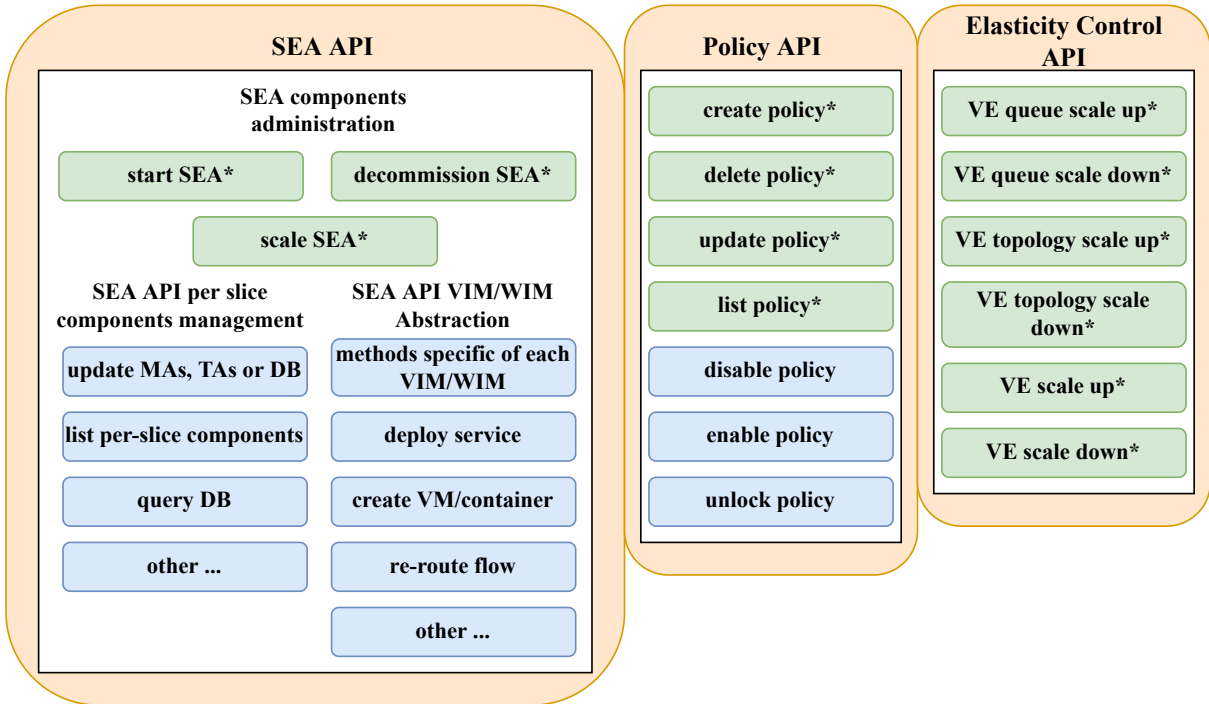 SEA API
SEA components
administration
start SEA*
decommission SEA*
scale SEA*
SEA API per slice
components management
update MAs, TAs or DB
list per-slice components
query DB
other ...
SEA API VIM/WIM
Abstraction
methods specific of each
VIM/WIM
deploy service
create VM/container
re-route flow
other ...
Policy API
create policy*
delete policy*
update policy*
list policy*
disable policy
enable policy
unlock policy
Elasticity Control
API
VE queue scale up*
VE queue scale down*
VE topology scale up*
VE topology scale
down*
VE scale up*
VE scale down*